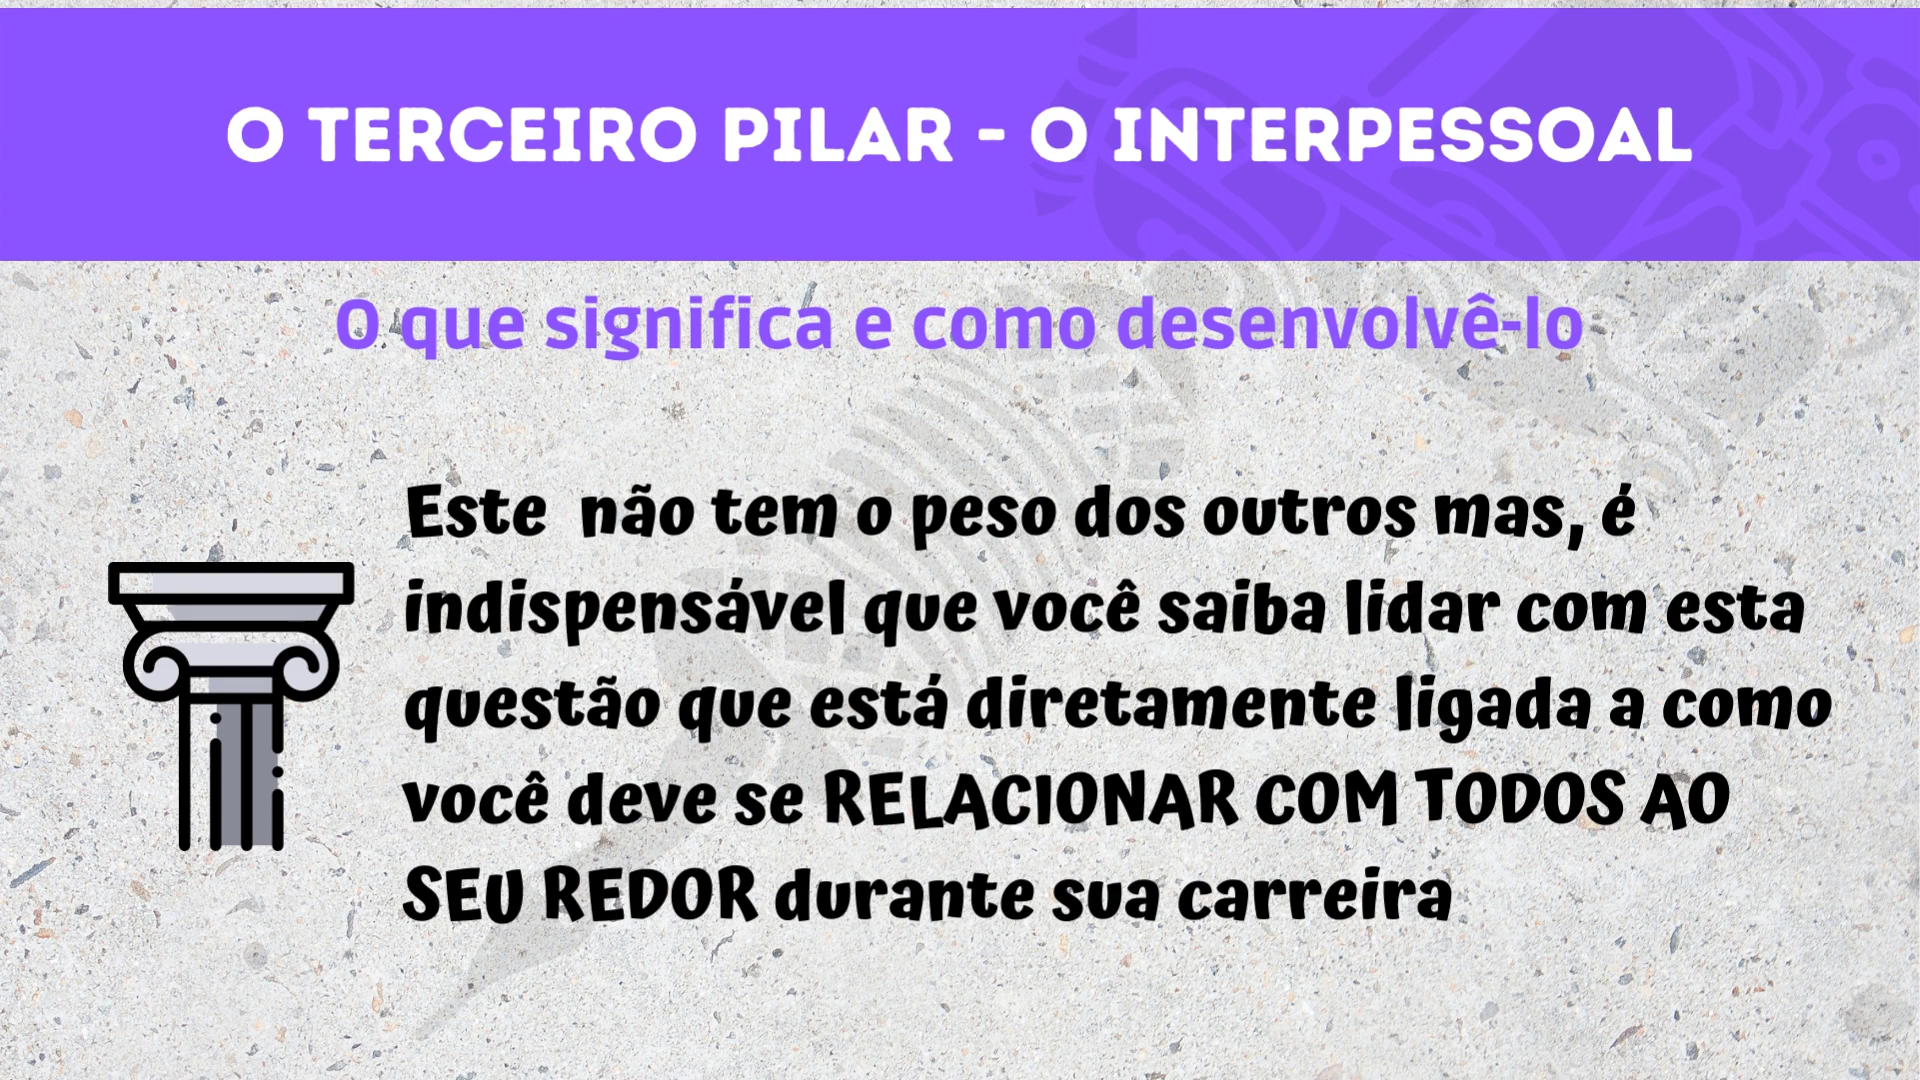 O TERCEIRO PILAR - O INTERPESSOAL
O que significa e como desenvolvê-lo
Este não tem o peso dos outros mas, é
indispensável que você saiba lidar com esta
questão que está diretamente ligada a como
você deve se RELACIONAR COM TODOS AO
SEU REDOR durante sua carreira